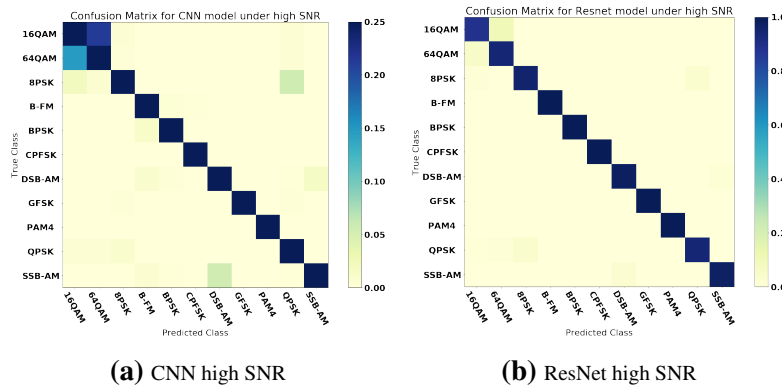 Confusion Matrix for CNN model under high SNR
16QAM
64QAM
8PSK
B-FM
BPSK
CPFSK
DSB-AM
GFSK
PAM4
QPSK
SSB-AM
True Class
16QAM
64QAM
8PSK
B-FM
BPSK
CPFSK
DSB-AM
GFSK
PAM4
QPSK
SSB-AM
Predicted Class
0.25
0.20
0.15
0.10
0.05
0.00
(a) CNN high SNR
Confusion Matrix for Resnet model under high SNR
16QAM
64QAM
8PSK
B-FM
BPSK
CPFSK
DSB-AM
GFSK
PAM4
QPSK
SSB-AM
True Class
16QAM
64QAM
8PSK
B-FM
BPSK
CPFSK
DSB-AM
GFSK
PAM4
QPSK
SSB-AM
Predicted Class
(b) ResNet high SNR